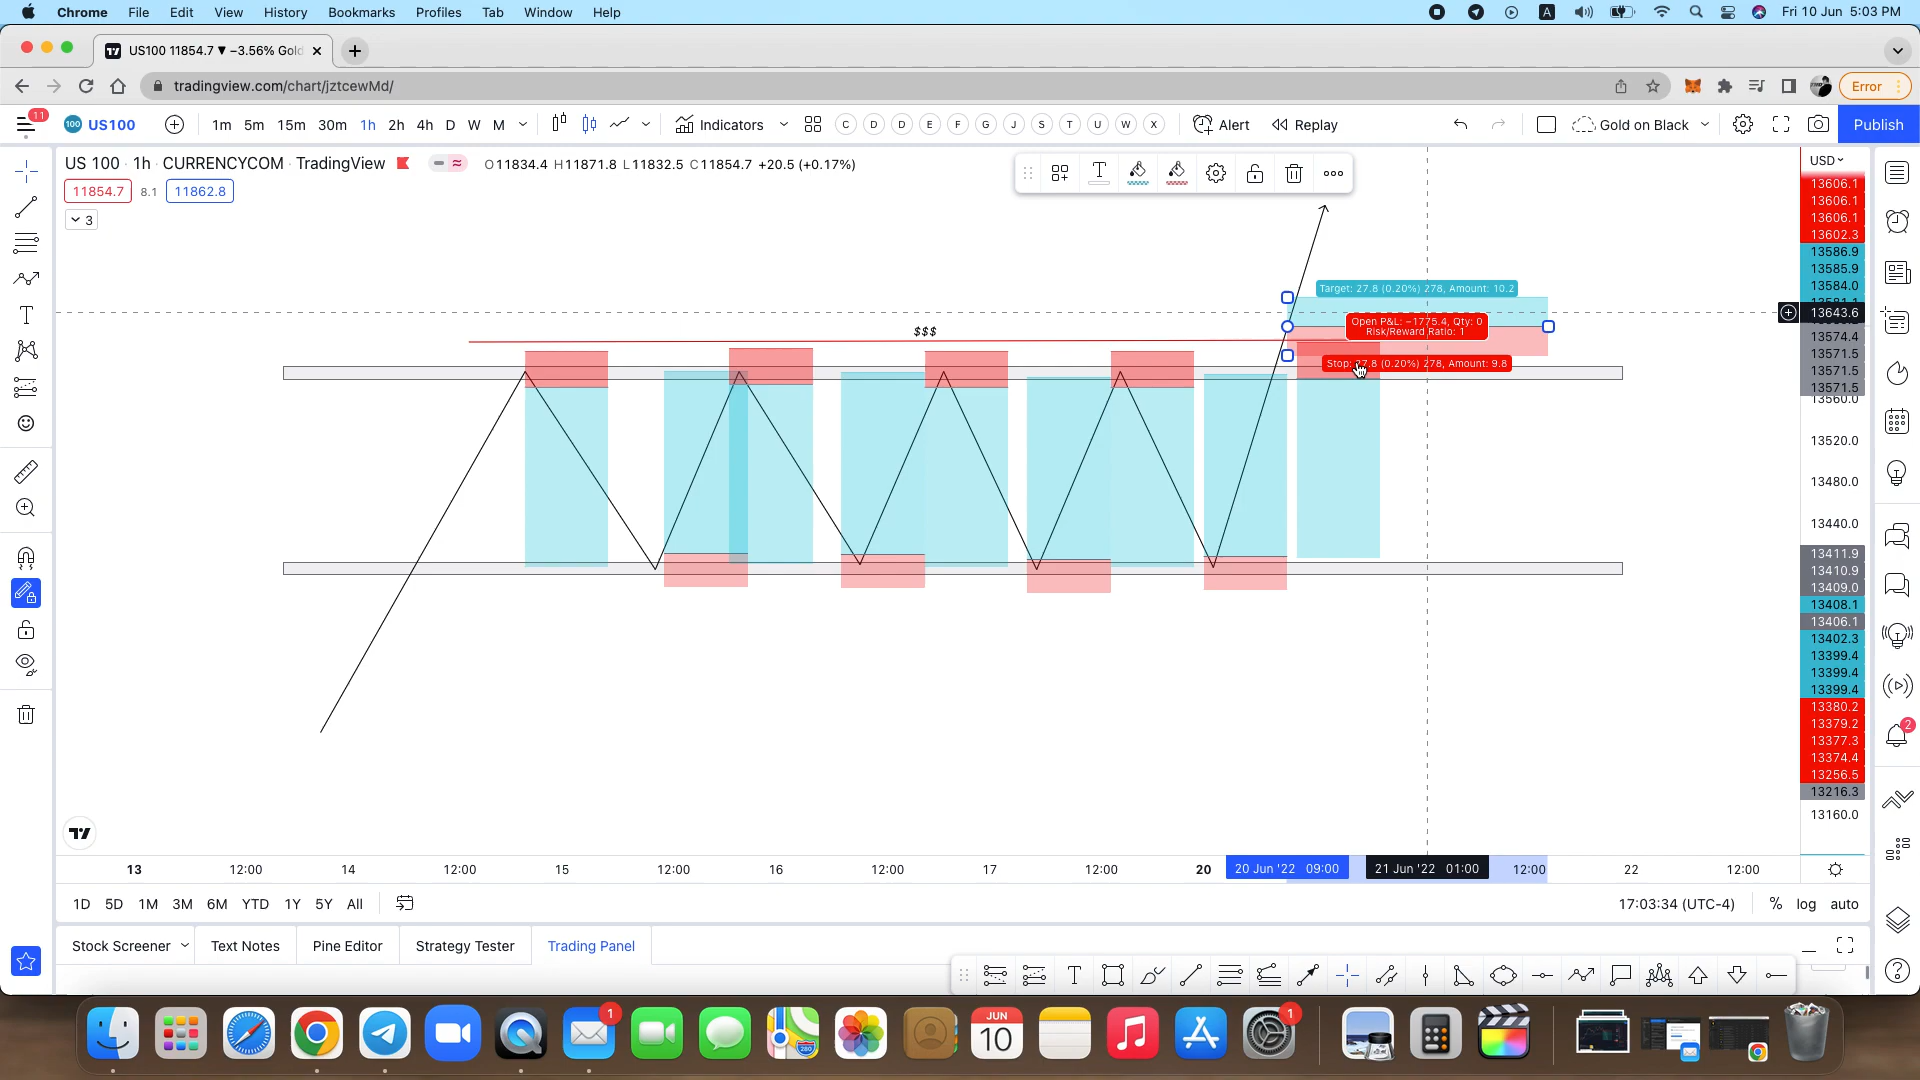 Chrome File Edit View History Bookmarks Profiles Tab Window Help A Fri 10 Jun 5:03 PM
US100 11854.7 ▼ −3.56% Gold
tradingview.com/chart/jztcewMd/ Error
11 100 US100 1m 5m 15m 30m 1h 2h 4h D W M Indicators C D D E F G J S T U W X Alert Replay Gold on Black Publish
US 100 · 1h · CURRENCYCOM · TradingView O11834.4 H11871.8 L11832.5 C11854.7 +20.5 (+0.17%)
USD
11854.7 8.1 11862.8
3
13606.1
13606.1
13606.1
13602.3
13586.9
13585.9
13584.0
13643.6
13574.4
13571.5
13571.5
13571.5
13560.0
13520.0
13480.0
13440.0
13411.9
13410.9
13409.0
13408.1
13406.1
13402.3
13399.4
13399.4
13399.4
13380.2
13379.2
13377.3
13374.4
13256.5
13216.3
13160.0
Target: 27.8 (0.20%) 278, Amount: 10.2
Open P&L: −1775.4, Qty: 0
Risk/Reward Ratio: 1
$$$
Stop: 27.8 (0.20%) 278, Amount: 9.8
2
13 12:00 14 12:00 15 12:00 16 12:00 17 12:00 20 20 Jun '22 09:00 21 Jun '22 01:00 12:00 22 12:00
1D 5D 1M 3M 6M YTD 1Y 5Y All 17:03:34 (UTC-4) % log auto
Stock Screener Text Notes Pine Editor Strategy Tester Trading Panel
1 JUN 10 1